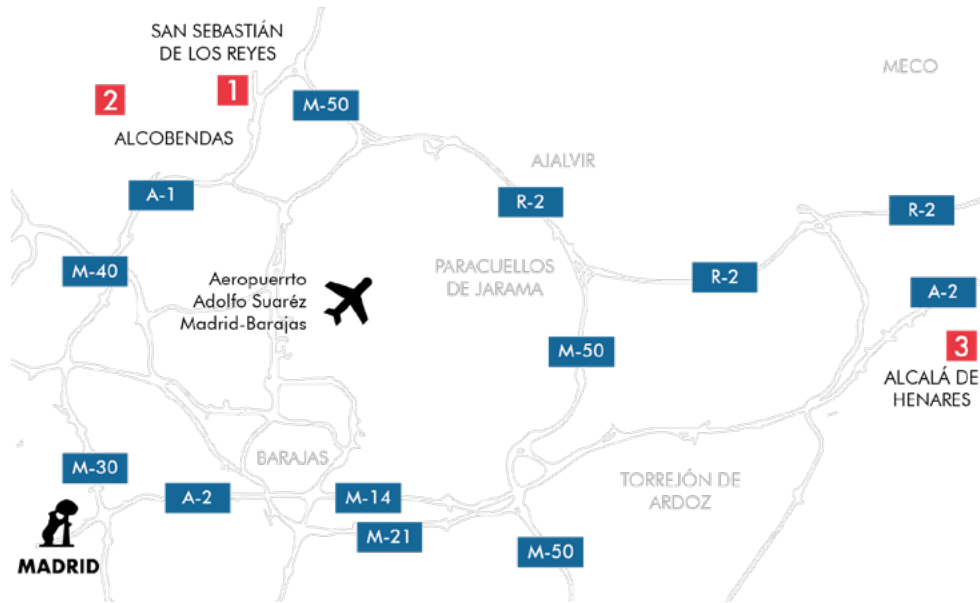 SAN SEBASTIÁN
DE LOS REYES
MECO
2
1
M-50
ALCOBENDAS
AJALVIR
A-1
R-2
R-2
M-40
PARACUELLOS
DE JARAMA
R-2
Aeropuerrto
Adolfo Suaréz
Madrid-Barajas
A-2
3
M-50
ALCALÁ DE
HENARES
BARAJAS
M-30
TORREJÓN DE
ARDOZ
A-2
M-14
M-21
M-50
MADRID